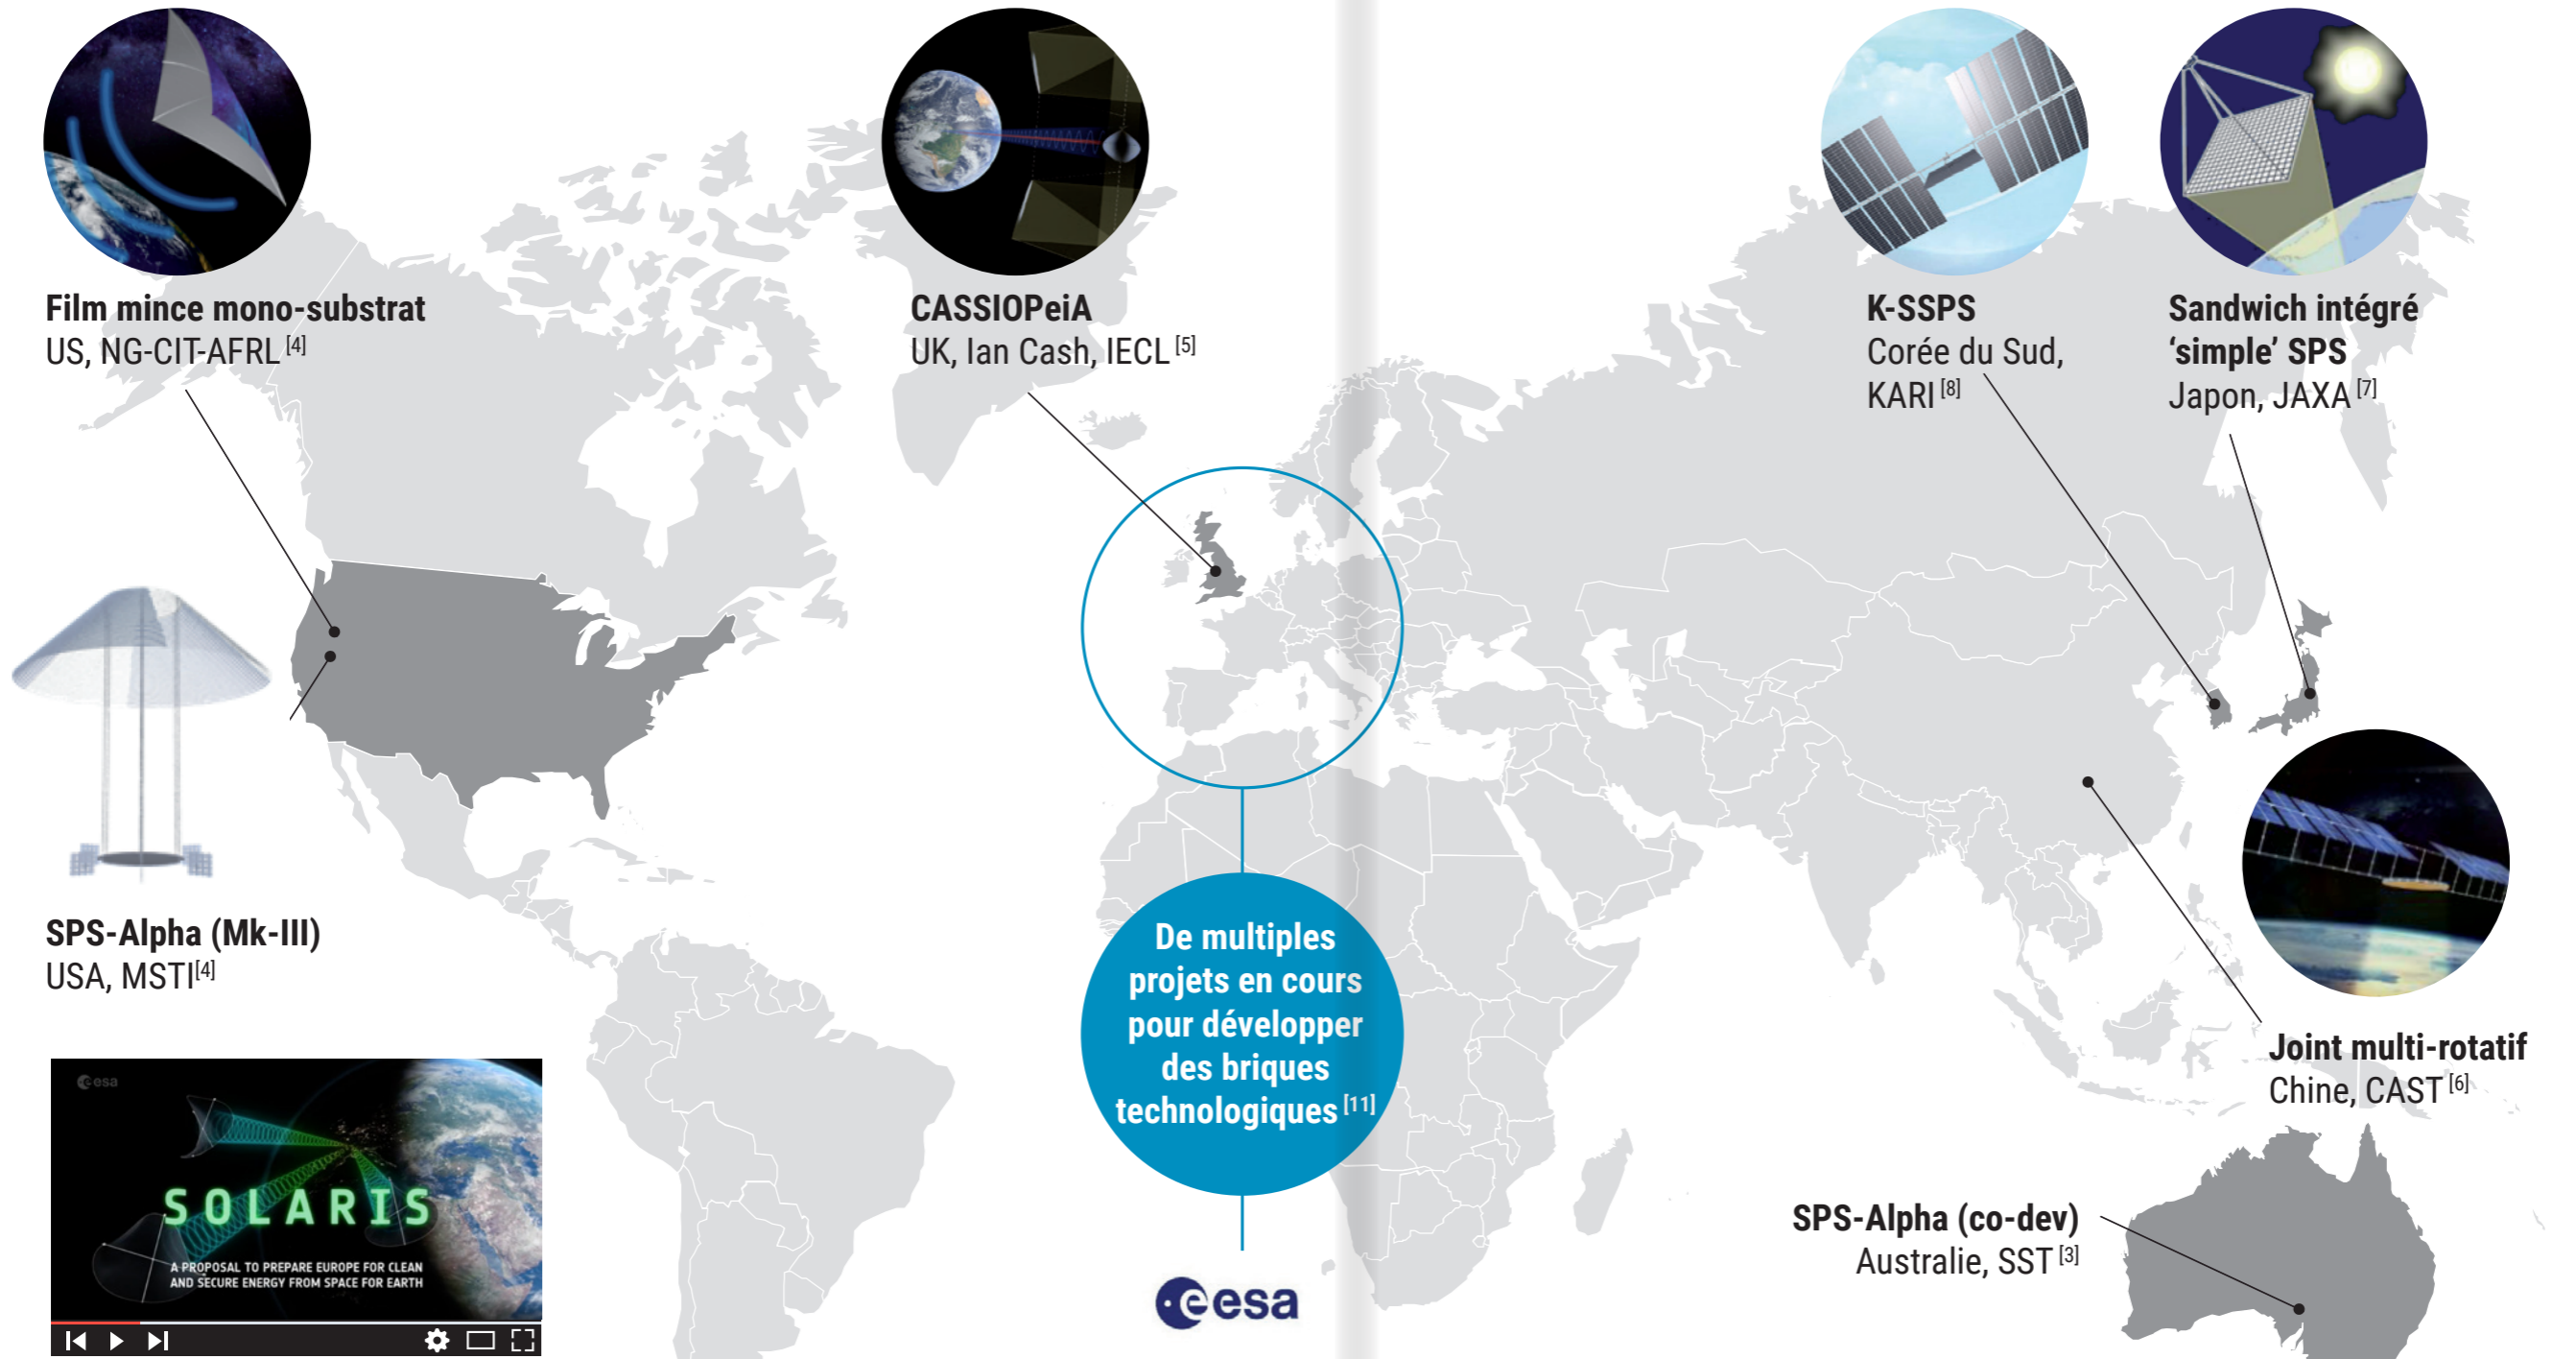 Film mince mono-substrat
US, NG-CIT-AFRL [4]
CASSIOPeiA
UK, Ian Cash, IECL [5]
K-SSPS
Corée du Sud,
KARI [8]
Sandwich intégré
‘simple’ SPS
Japon, JAXA [7]
SPS-Alpha (Mk-III)
USA, MSTI[4]
De multiples
projets en cours
pour développer
des briques
technologiques [11]
Joint multi-rotatif
Chine, CAST [6]
SPS-Alpha (co-dev)
Australie, SST [3]
esa
SOLARIS
A PROPOSAL TO PREPARE EUROPE FOR CLEAN
AND SECURE ENERGY FROM SPACE FOR EARTH
esa